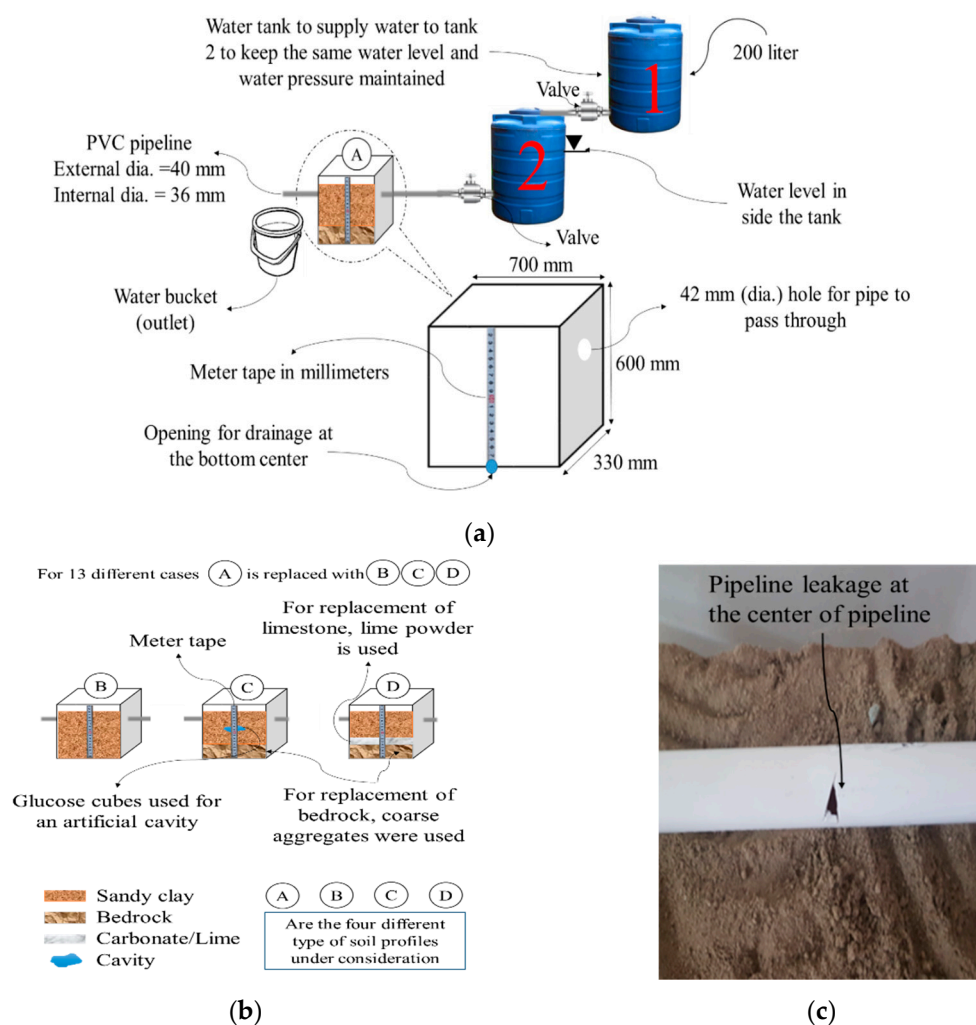 (a)
Water tank to supply water to tank
2 to keep the same water level and
water pressure maintained
1
200 liter
Valve
PVC pipeline
External dia. =40 mm
Internal dia. = 36 mm
A
2
Water level in
side the tank
Valve
700 mm
Water bucket
(outlet)
42 mm (dia.) hole for pipe to
pass through
Meter tape in millimeters
600 mm
Opening for drainage at
the bottom center
330 mm
(a)
For 13 different cases A is replaced with B C D
For replacement of
limestone, lime powder
is used
Meter tape
B
C
D
Glucose cubes used for
an artificial cavity
For replacement of
bedrock, coarse
aggregates were used
Sandy clay
Bedrock
Carbonate/Lime
Cavity
A B C D
Are the four different
type of soil profiles
under consideration
(b)
Pipeline leakage at
the center of pipeline
(c)